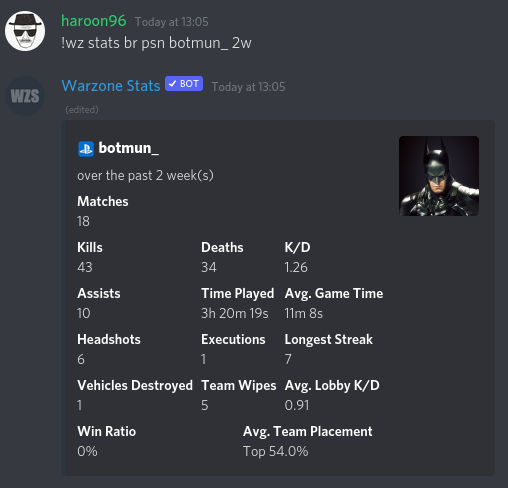 haroon96 Today at 13:05
!wz stats br psn botmun_ 2w
WZS
Warzone Stats BOT Today at 13:05
(edited)
botmun_
over the past 2 week(s)
Matches
18
Kills Deaths K/D
43 34 1.26
Assists Time Played Avg. Game Time
10 3h 20m 19s 11m 8s
Headshots Executions Longest Streak
6 1 7
Vehicles Destroyed Team Wipes Avg. Lobby K/D
1 5 0.91
Win Ratio Avg. Team Placement
0% Top 54.0%